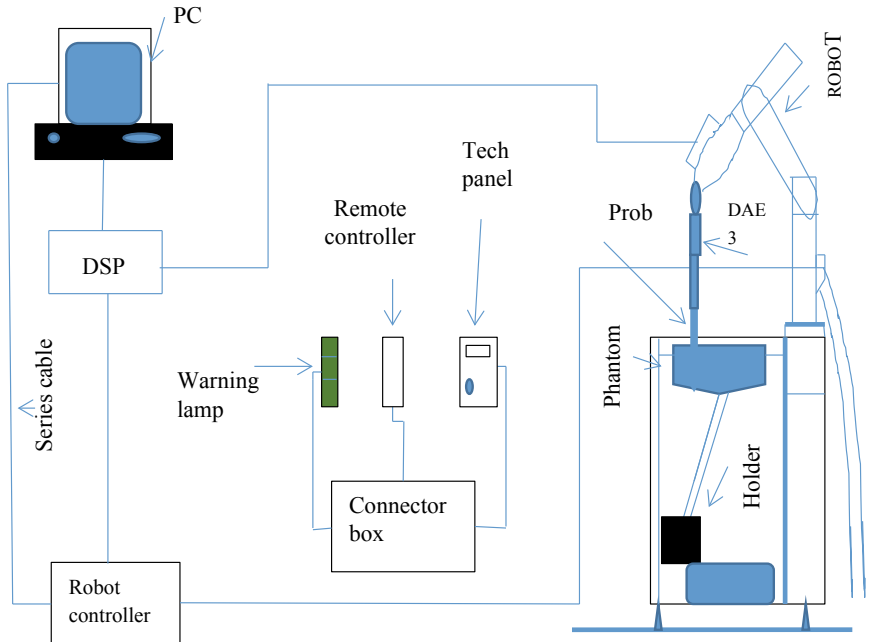 PC
ROBOT
Tech
panel
Remote
controller
Prob
DAE
3
DSP
Phantom
Warning
lamp
Series cable
Holder
Connector
box
Robot
controller